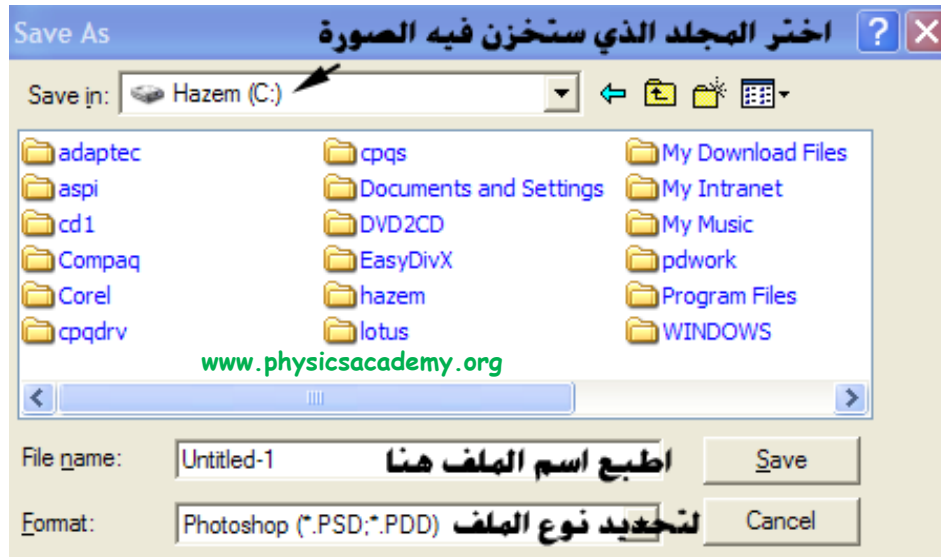 Save As اختر المجلد الذي ستخزن فيه الصورة
Save in: Hazem (C:)
adaptec cpqs My Download Files
aspi Documents and Settings My Intranet
cd1 DVD2CD My Music
Compaq EasyDivX pdwork
Corel hazem Program Files
cpqdrv lotus WINDOWS
www.physicsacademy.org
File name: Untitled-1 اطبع اسم الملف هنا Save
Format: Photoshop (*.PSD;*.PDD) لتحديد نوع الملف Cancel